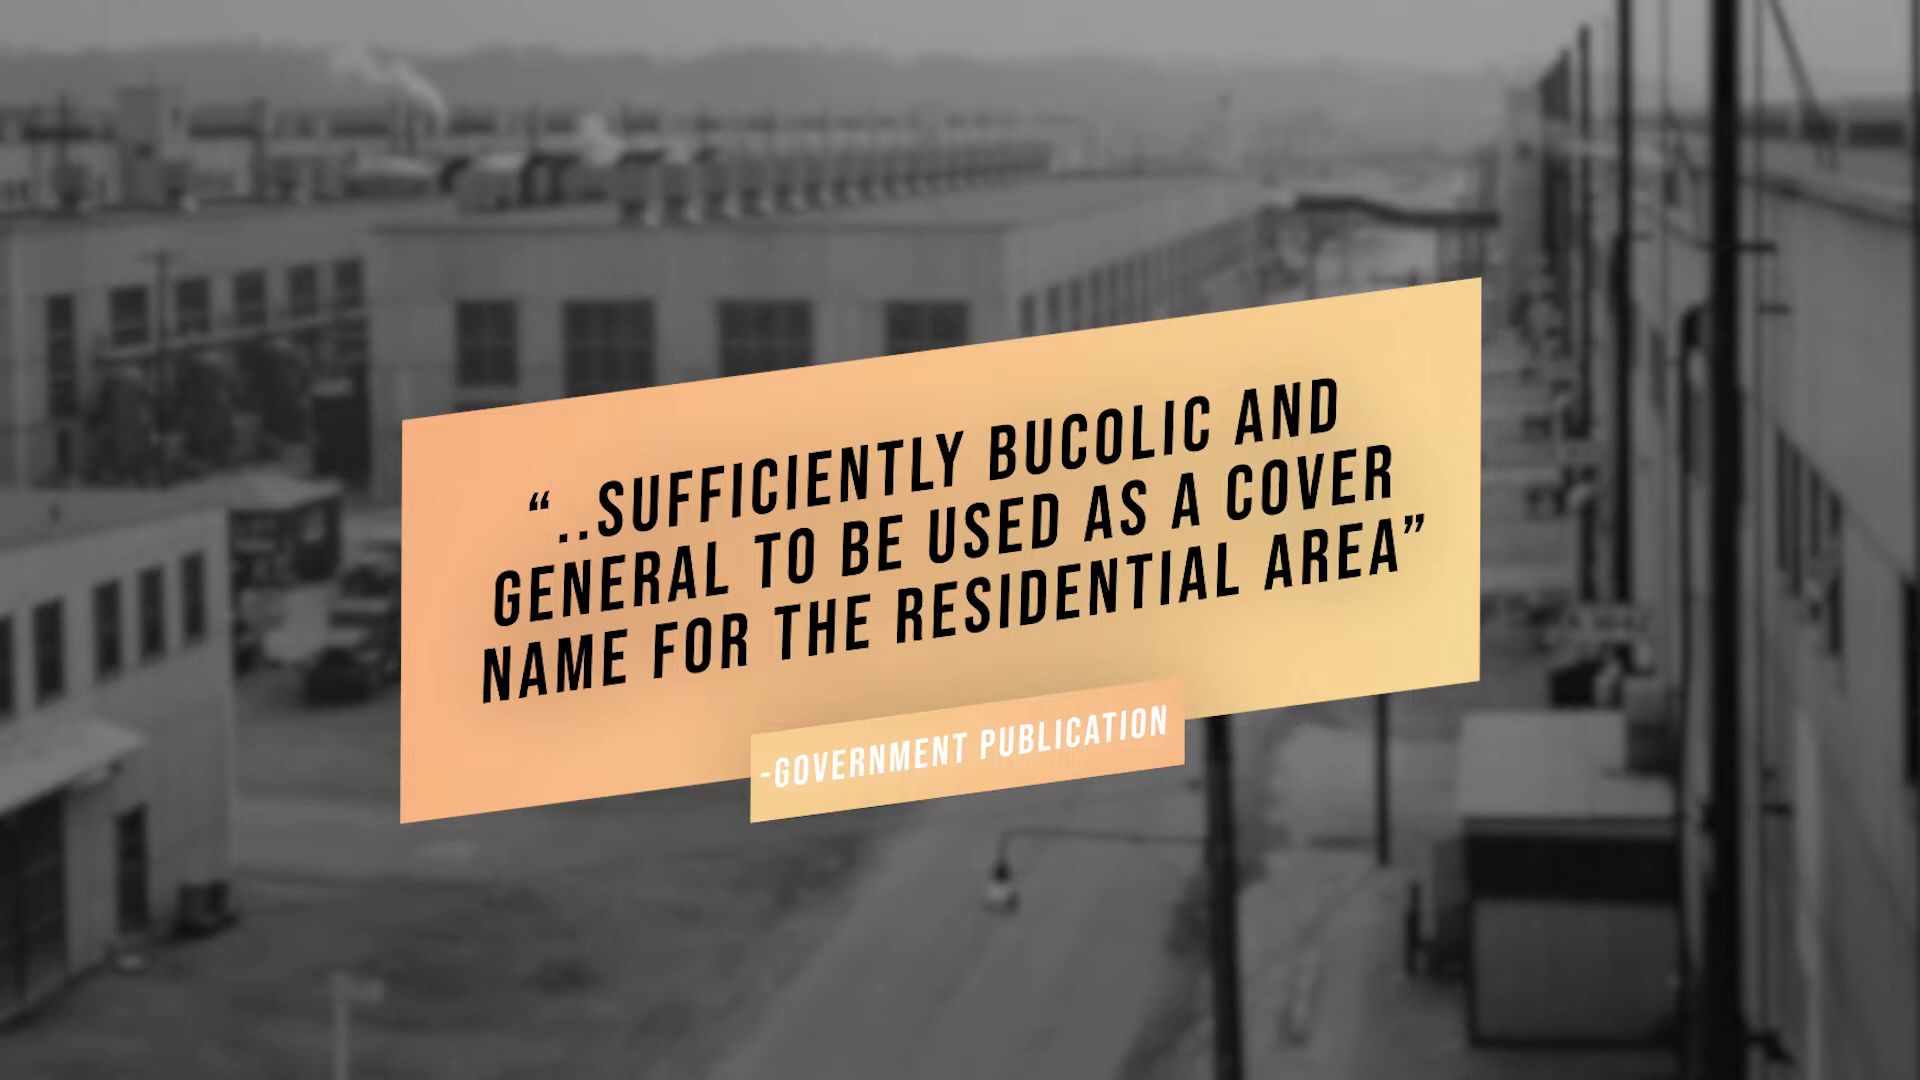 “..SUFFICIENTLY BUCOLIC AND
GENERAL TO BE USED AS A COVER
NAME FOR THE RESIDENTIAL AREA”
-GOVERNMENT PUBLICATION